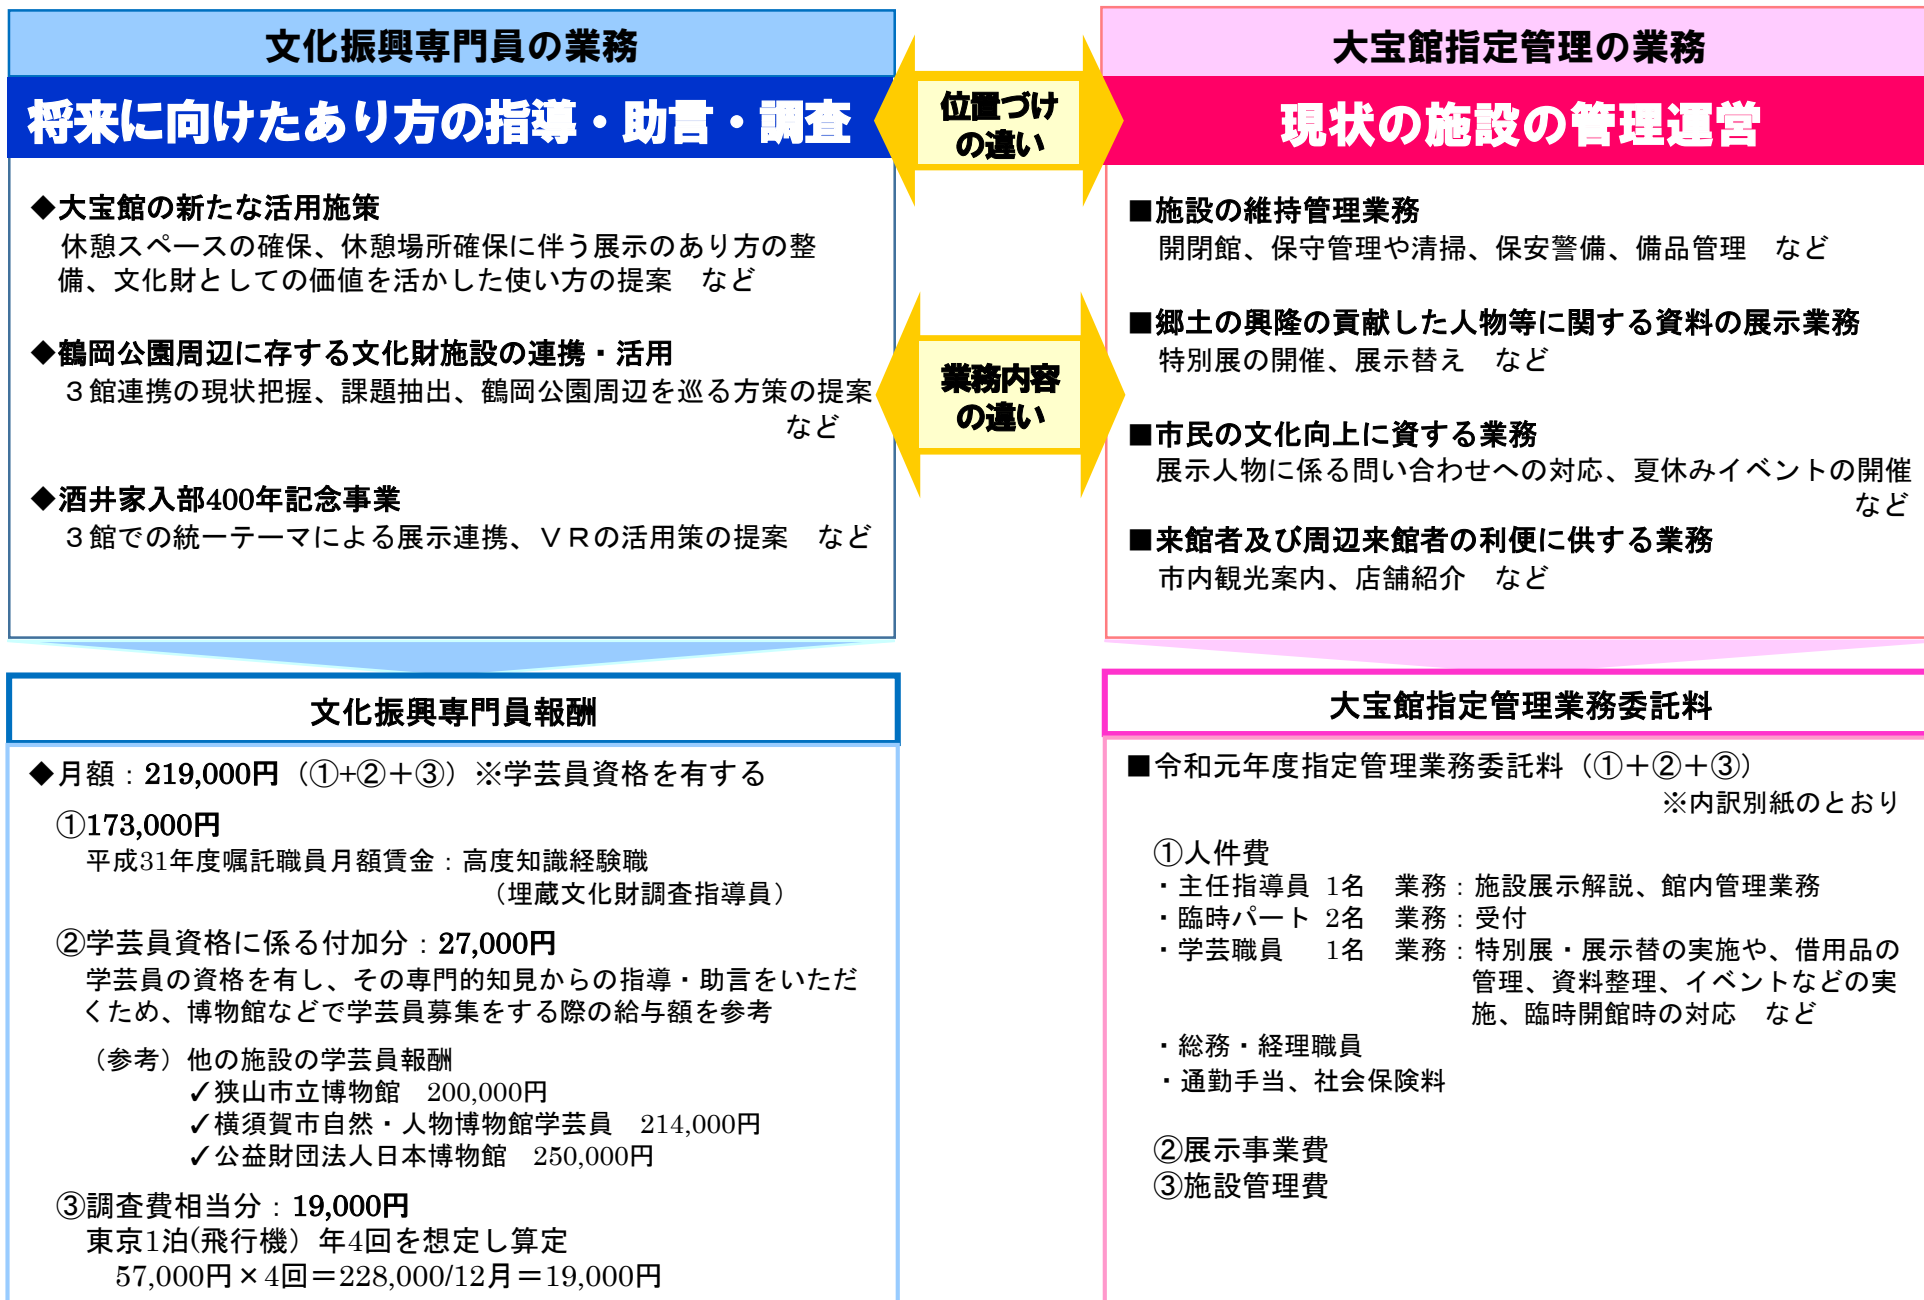 文化振興専門員の業務
将来に向けたあり方の指導・助言・調査
◆大宝館の新たな活用施策
休憩スペースの確保、休憩場所確保に伴う展示のあり方の整
備、文化財としての価値を活かした使い方の提案　など
◆鶴岡公園周辺に存する文化財施設の連携・活用
３館連携の現状把握、課題抽出、鶴岡公園周辺を巡る方策の提案
など
◆酒井家入部400年記念事業
３館での統一テーマによる展示連携、ＶＲの活用策の提案　など
位置づけ
の違い
業務内容
の違い
大宝館指定管理の業務
現状の施設の管理運営
■施設の維持管理業務
開閉館、保守管理や清掃、保安警備、備品管理　など
■郷土の興隆の貢献した人物等に関する資料の展示業務
特別展の開催、展示替え　など
■市民の文化向上に資する業務
展示人物に係る問い合わせへの対応、夏休みイベントの開催
など
■来館者及び周辺来館者の利便に供する業務
市内観光案内、店舗紹介　など
文化振興専門員報酬
◆月額：219,000円（①+②＋③）※学芸員資格を有する
①173,000円
平成31年度嘱託職員月額賃金：高度知識経験職
（埋蔵文化財調査指導員）
②学芸員資格に係る付加分：27,000円
学芸員の資格を有し、その専門的知見からの指導・助言をいただ
くため、博物館などで学芸員募集をする際の給与額を参考
（参考）他の施設の学芸員報酬
✓狭山市立博物館　200,000円
✓横須賀市自然・人物博物館学芸員　214,000円
✓公益財団法人日本博物館　250,000円
③調査費相当分：19,000円
東京1泊(飛行機）年4回を想定し算定
57,000円×4回＝228,000/12月＝19,000円
大宝館指定管理業務委託料
■令和元年度指定管理業務委託料（①＋②＋③）
※内訳別紙のとおり
①人件費
・主任指導員 1名　業務：施設展示解説、館内管理業務
・臨時パート 2名　業務：受付
・学芸職員　1名　業務：特別展・展示替の実施や、借用品の
管理、資料整理、イベントなどの実
施、臨時開館時の対応　など
・総務・経理職員
・通勤手当、社会保険料
②展示事業費
③施設管理費